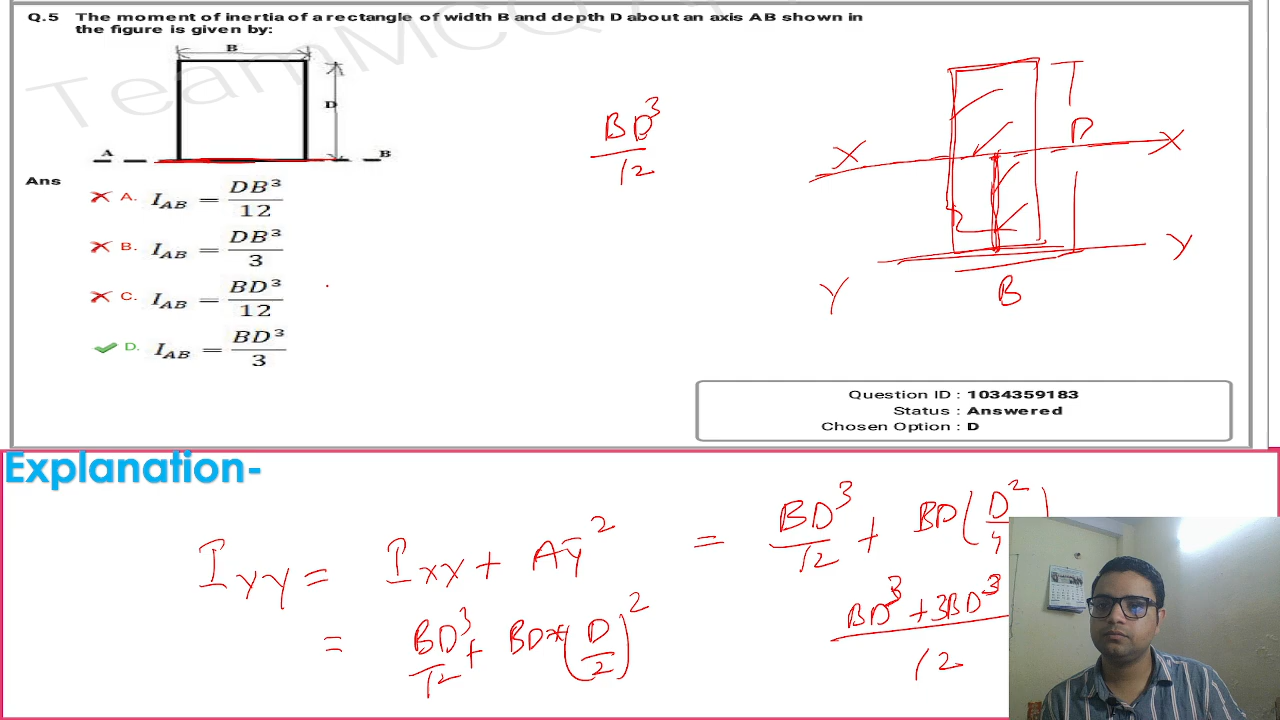 Q.5 The moment of inertia of a rectangle of width B and depth D about an axis AB shown in
the figure is given by:
B
D
A B
Ans
A. I_AB = DB³/12
B. I_AB = DB³/3
C. I_AB = BD³/12
D. I_AB = BD³/3
BD³/12
X X
D
Y Y
B
Question ID : 1034359183
Status : Answered
Chosen Option : D
Explanation-
I_YY = I_XX + Aȳ² = BD³/12 + BD(D²/4)
= BD³/12 + BD*(D/2)²
BD³ + 3BD³/12